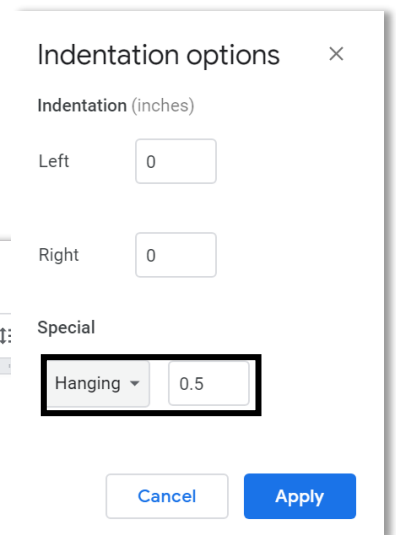 Indentation options
Indentation (inches)
Left 0
Right 0
Special
Hanging 0.5
Cancel Apply